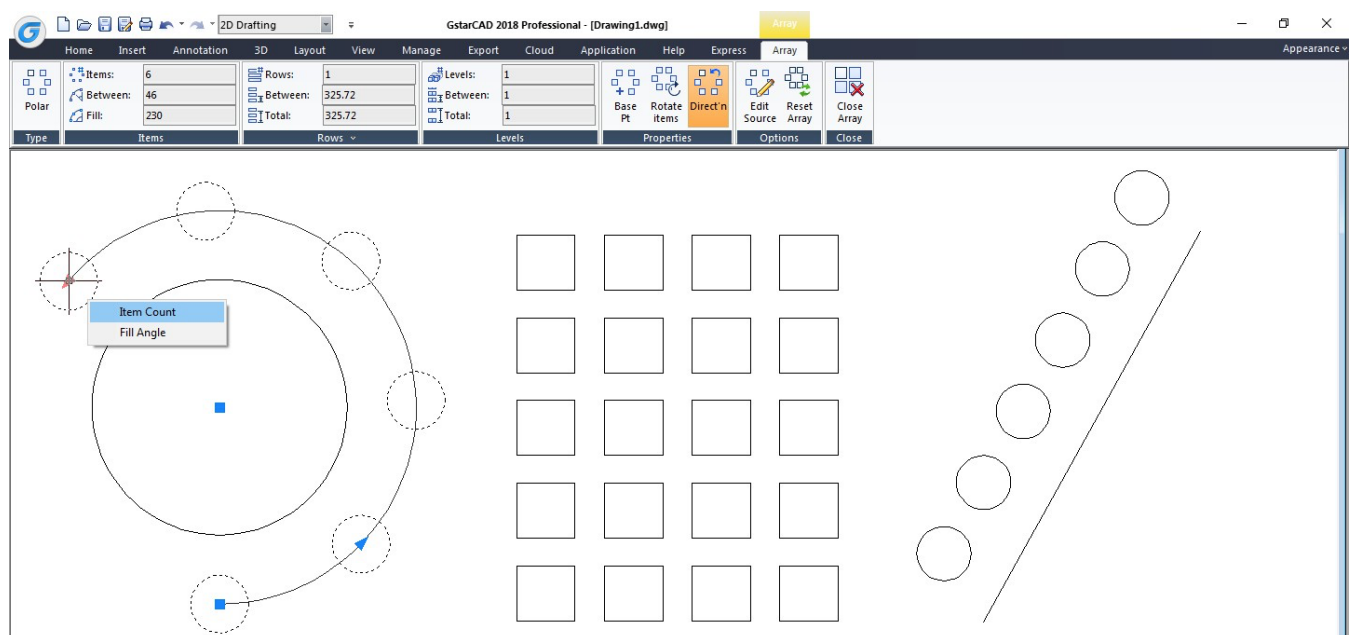 2D Drafting
GstarCAD 2018 Professional - [Drawing1.dwg]
Array
Home Insert Annotation 3D Layout View Manage Export Cloud Application Help Express Array Appearance
Items: 6 Rows: 1 Levels: 1
Between: 46 Between: 325.72 Between: 1
Fill: 230 Total: 325.72 Total: 1
Polar
Base Pt
Rotate items
Direct'n
Edit Source
Reset Array
Close Array
Type Items Rows Levels Properties Options Close
Item Count
Fill Angle